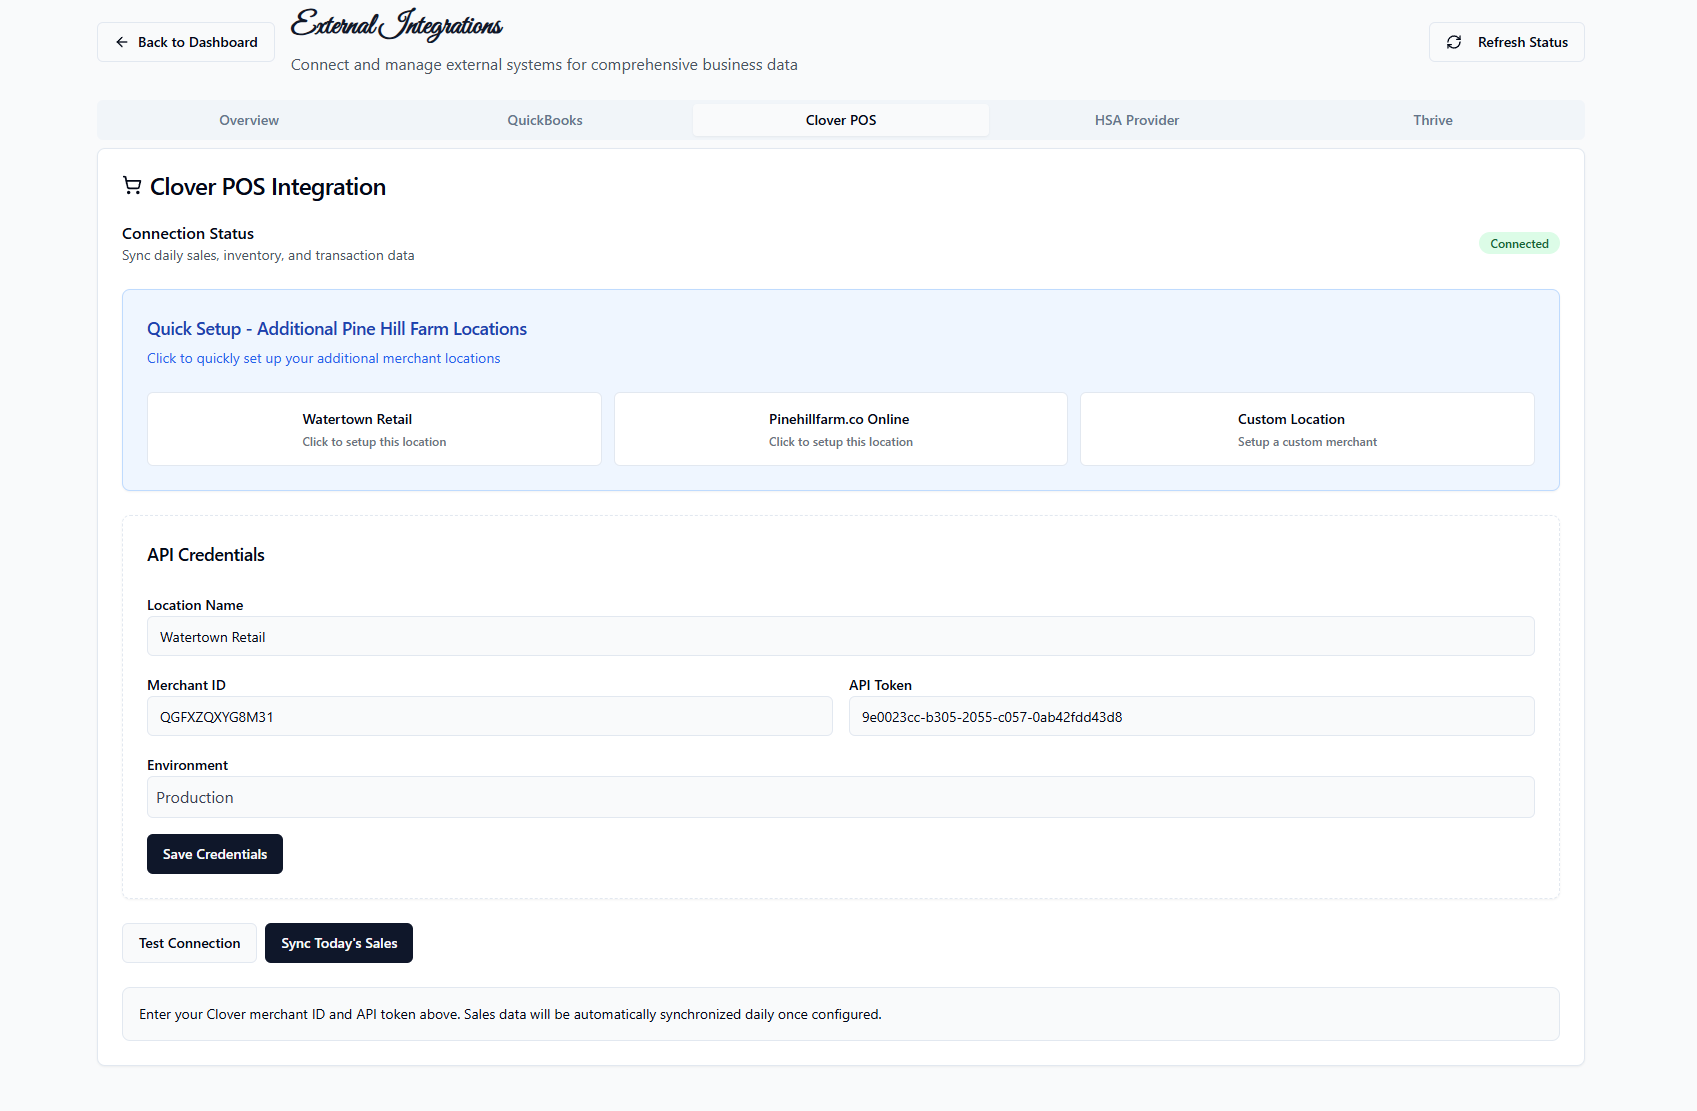 Back to Dashboard
External Integrations
Connect and manage external systems for comprehensive business data
Refresh Status
Overview
QuickBooks
Clover POS
HSA Provider
Thrive
Clover POS Integration
Connection Status
Sync daily sales, inventory, and transaction data
Connected
Quick Setup - Additional Pine Hill Farm Locations
Click to quickly set up your additional merchant locations
Watertown Retail
Click to setup this location
Pinehillfarm.co Online
Click to setup this location
Custom Location
Setup a custom merchant
API Credentials
Location Name
Watertown Retail
Merchant ID
QGFXZQXYG8M31
API Token
9e0023cc-b305-2055-c057-0ab42fdd43d8
Environment
Production
Save Credentials
Test Connection
Sync Today's Sales
Enter your Clover merchant ID and API token above. Sales data will be automatically synchronized daily once configured.